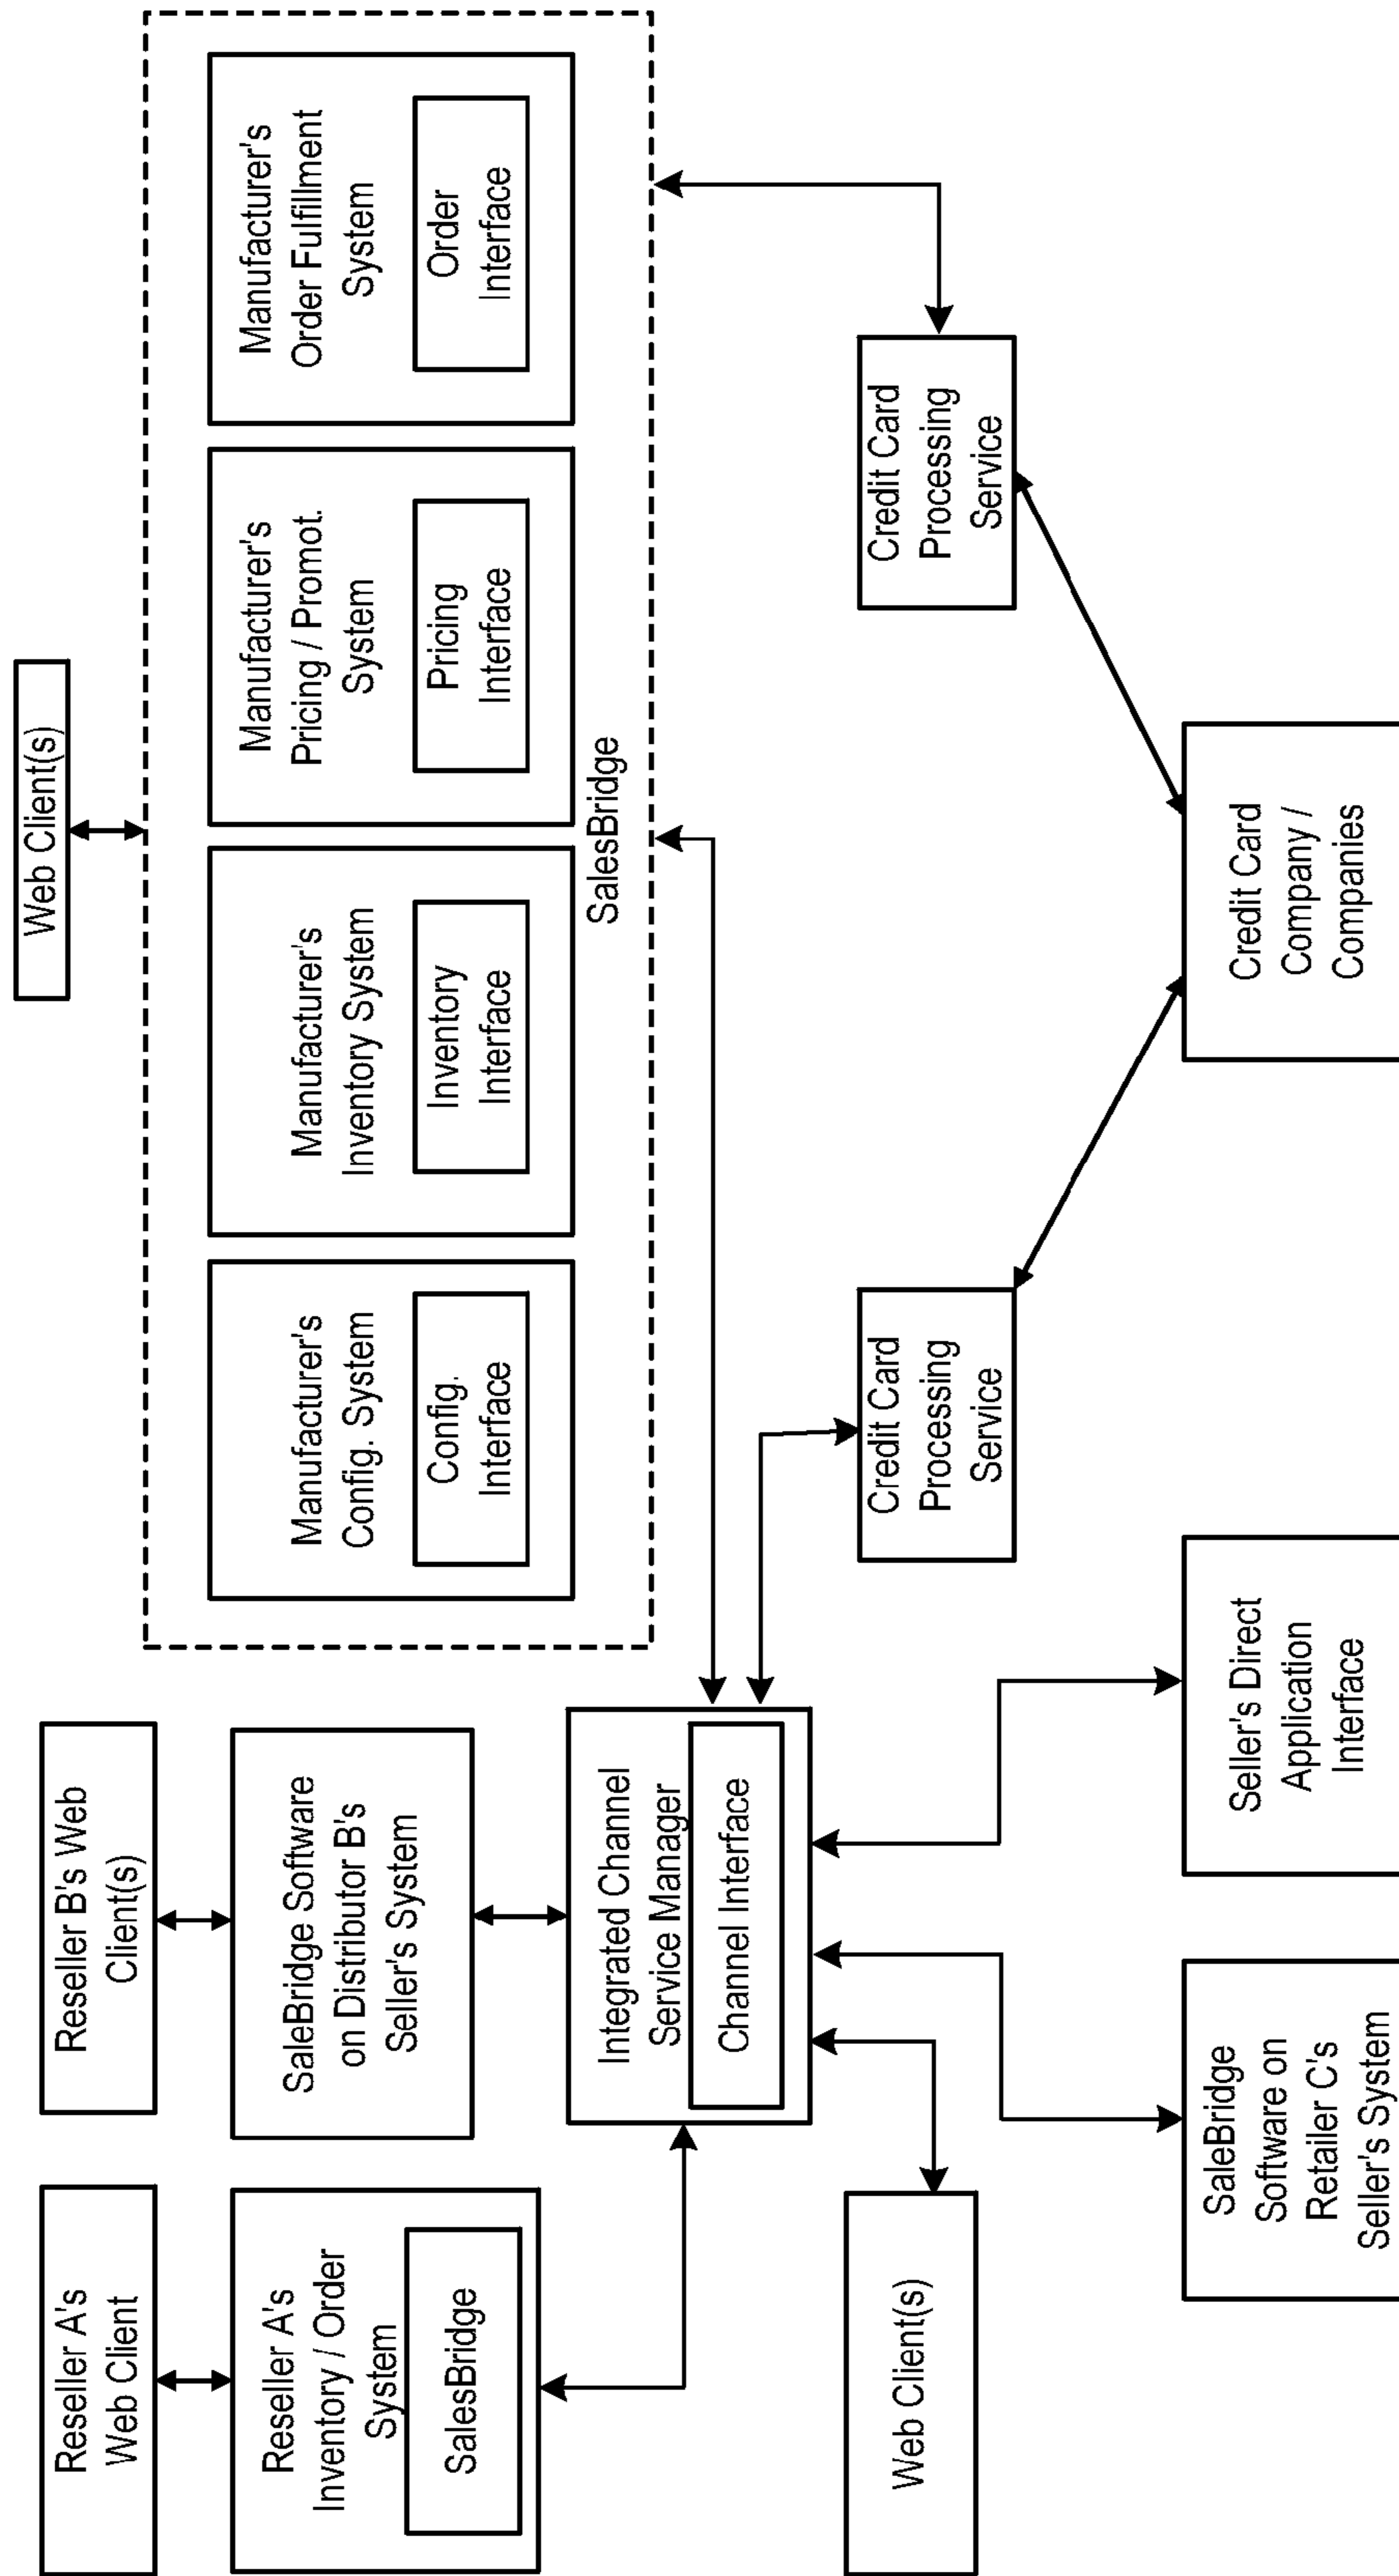 Reseller A's
Web Client
Reseller B's Web
Client(s)
Web Client(s)
Reseller A's
Inventory / Order
System
SalesBridge
SaleBridge Software
on Distributor B's
Seller's System
Manufacturer's
Config. System
Config.
Interface
Manufacturer's
Inventory System
Inventory
Interface
Manufacturer's
Pricing / Promot.
System
Pricing
Interface
Manufacturer's
Order Fulfillment
System
Order
Interface
SalesBridge
Integrated Channel
Service Manager
Channel Interface
Web Client(s)
Credit Card
Processing
Service
Credit Card
Processing
Service
SaleBridge
Software on
Retailer C's
Seller's System
Seller's Direct
Application
Interface
Credit Card
Company /
Companies